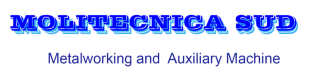 MOLITECNICA SUD
Metalworking and Auxiliary Machine